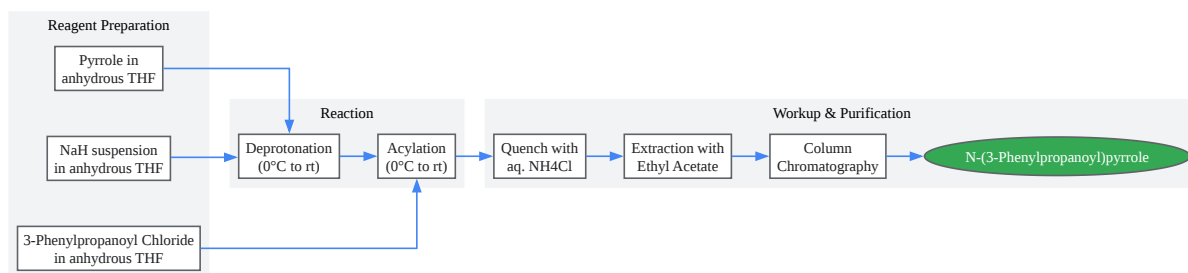 Reagent Preparation
Pyrrole in
anhydrous THF
NaH suspension
in anhydrous THF
3-Phenylpropanoyl Chloride
in anhydrous THF
Reaction
Deprotonation
(0°C to rt)
Acylation
(0°C to rt)
Workup & Purification
Quench with
aq. NH4Cl
Extraction with
Ethyl Acetate
Column
Chromatography
N-(3-Phenylpropanoyl)pyrrole